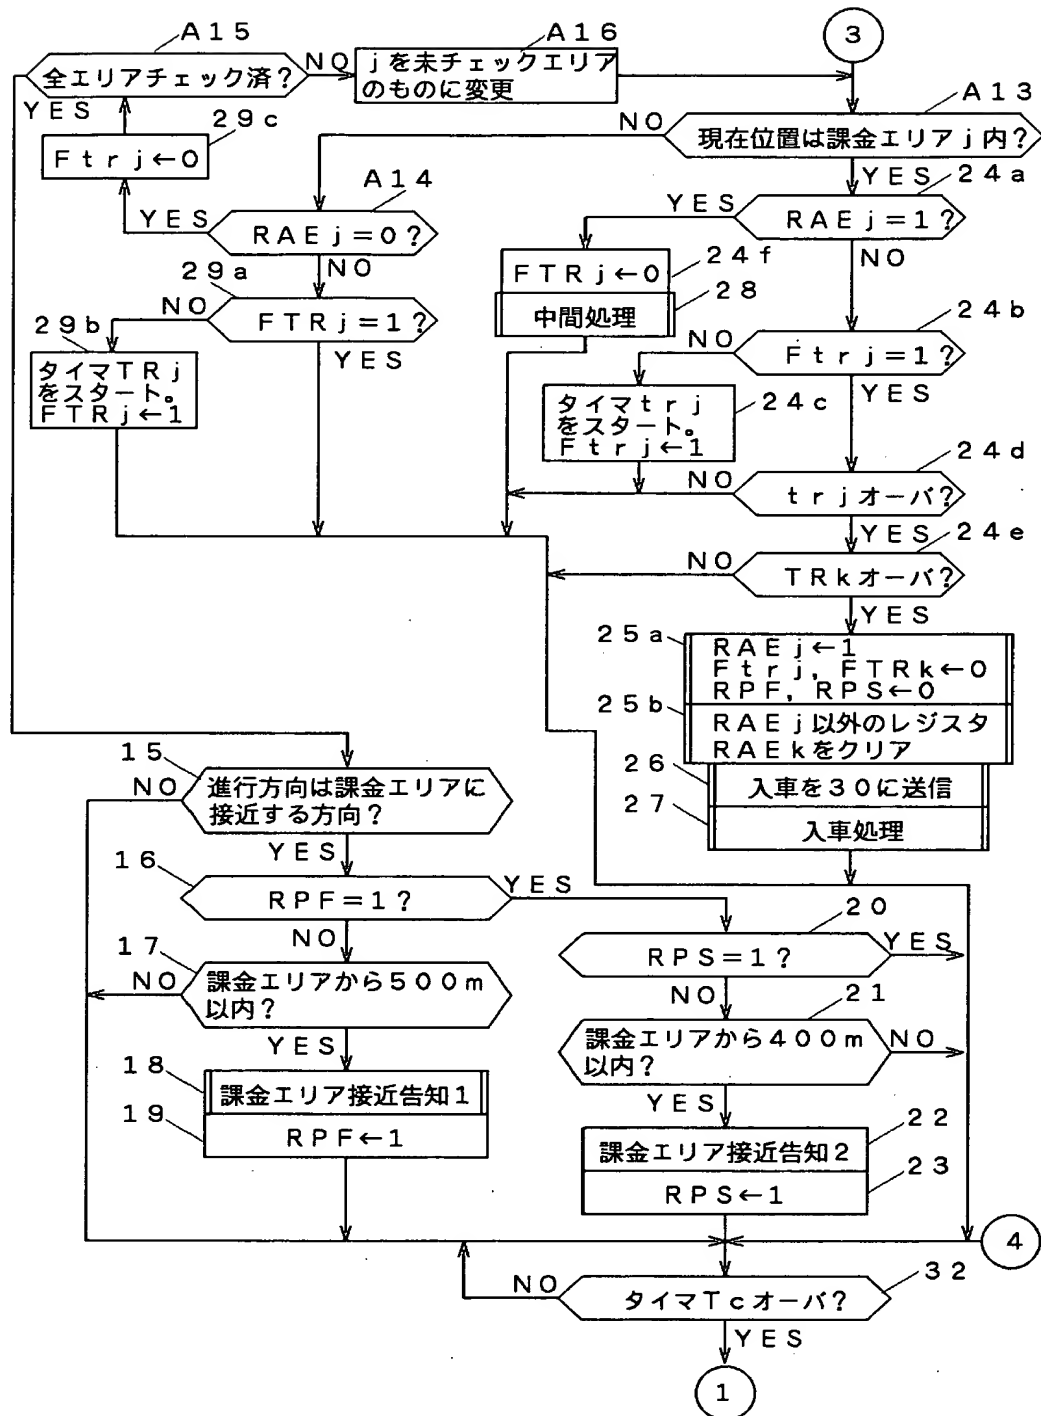 A15
A16
3
全エリアチェック済?
NO
jを未チェックエリア
のものに変更
A13
YES
29c
NO
現在位置は課金エリアj内?
Ftrj←0
A14
YES
24a
YES
RAEj=0?
YES
RAEj=1?
29a
NO
FTRj←0
24f
NO
NO
28
29b
FTRj=1?
中間処理
24b
YES
NO
Ftrj=1?
タイマTRj
をスタート。
FTRj←1
タイマtrj
をスタート。
Ftrj←1
24c
YES
24d
NO
trjオーバ?
YES
24e
NO
TRkオーバ?
YES
25a
RAEj←1
Ftrj, FTRk←0
RPF, RPS←0
25b
RAEj以外のレジスタ
RAEkをクリア
15
NO
進行方向は課金エリアに
接近する方向?
26
入車を30に送信
27
入車処理
YES
16
RPF=1?
YES
20
NO
RPS=1?
YES
17
NO
課金エリアから500m
以内?
NO
21
課金エリアから400m
以内?
NO
YES
18
課金エリア接近告知1
YES
19
RPF←1
22
課金エリア接近告知2
23
RPS←1
4
NO
32
タイマTcオーバ?
YES
1